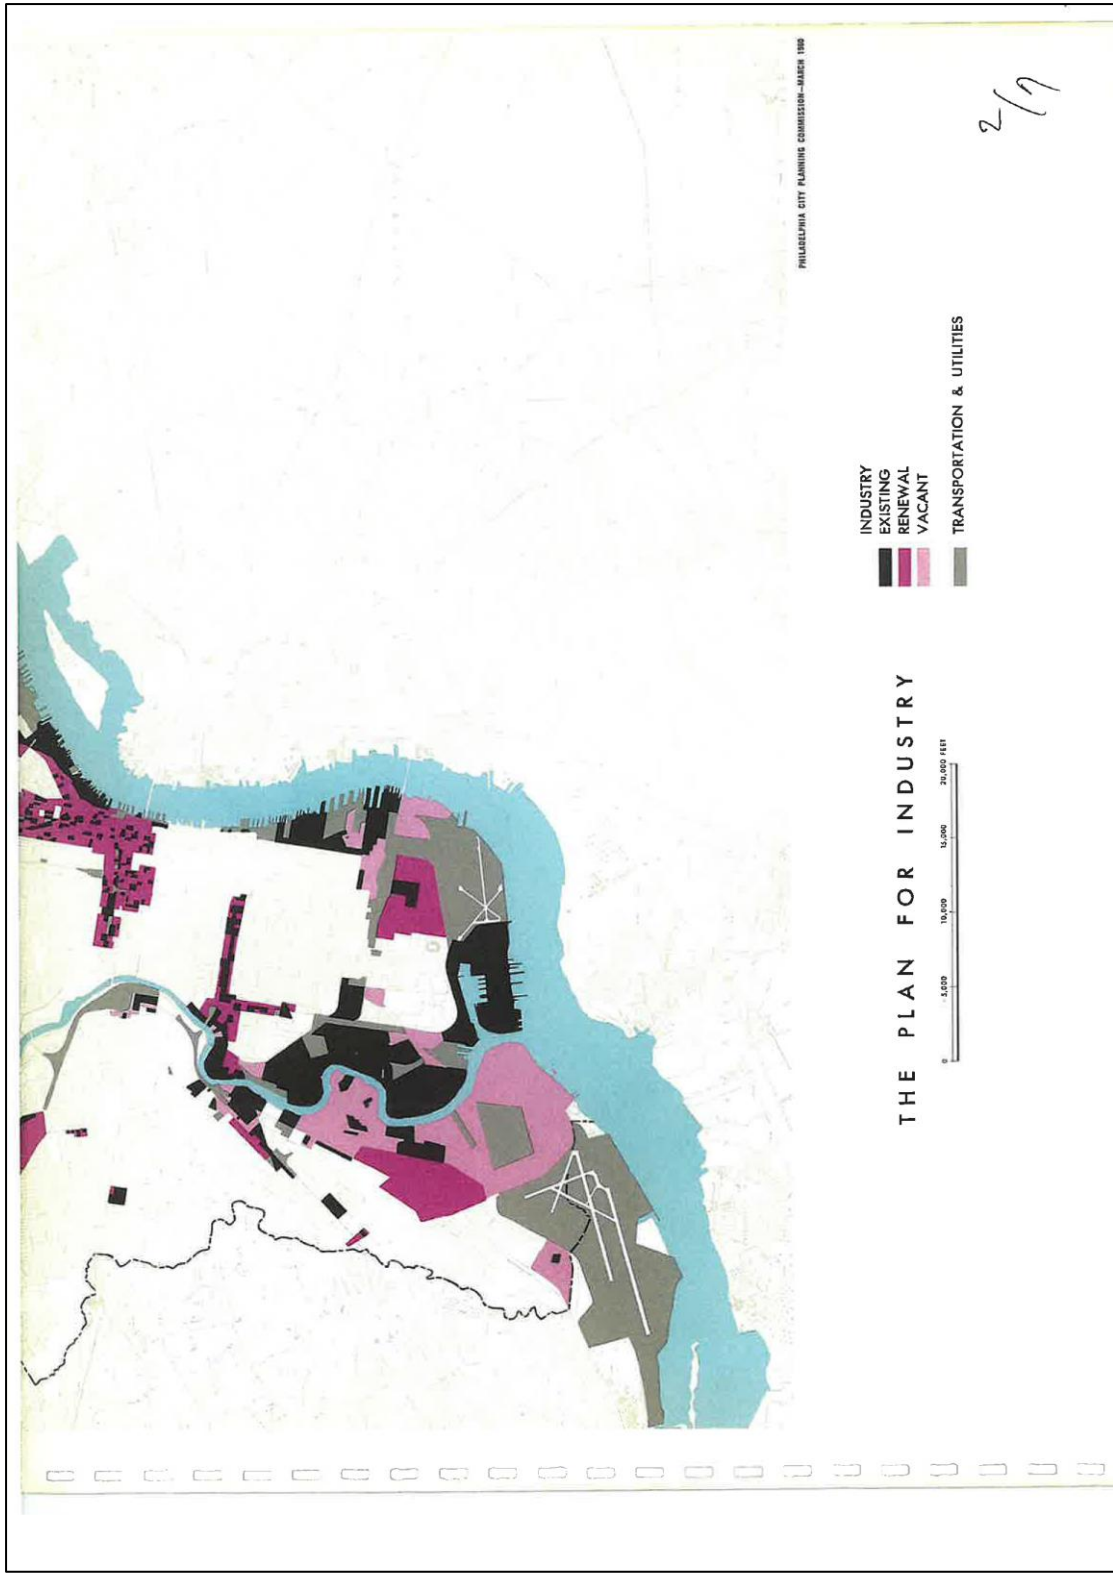 PHILADELPHIA CITY PLANNING COMMISSION—MARCH 1960
INDUSTRY
EXISTING
RENEWAL
VACANT
TRANSPORTATION & UTILITIES
THE PLAN FOR INDUSTRY
0 5,000 10,000 15,000 20,000 FEET